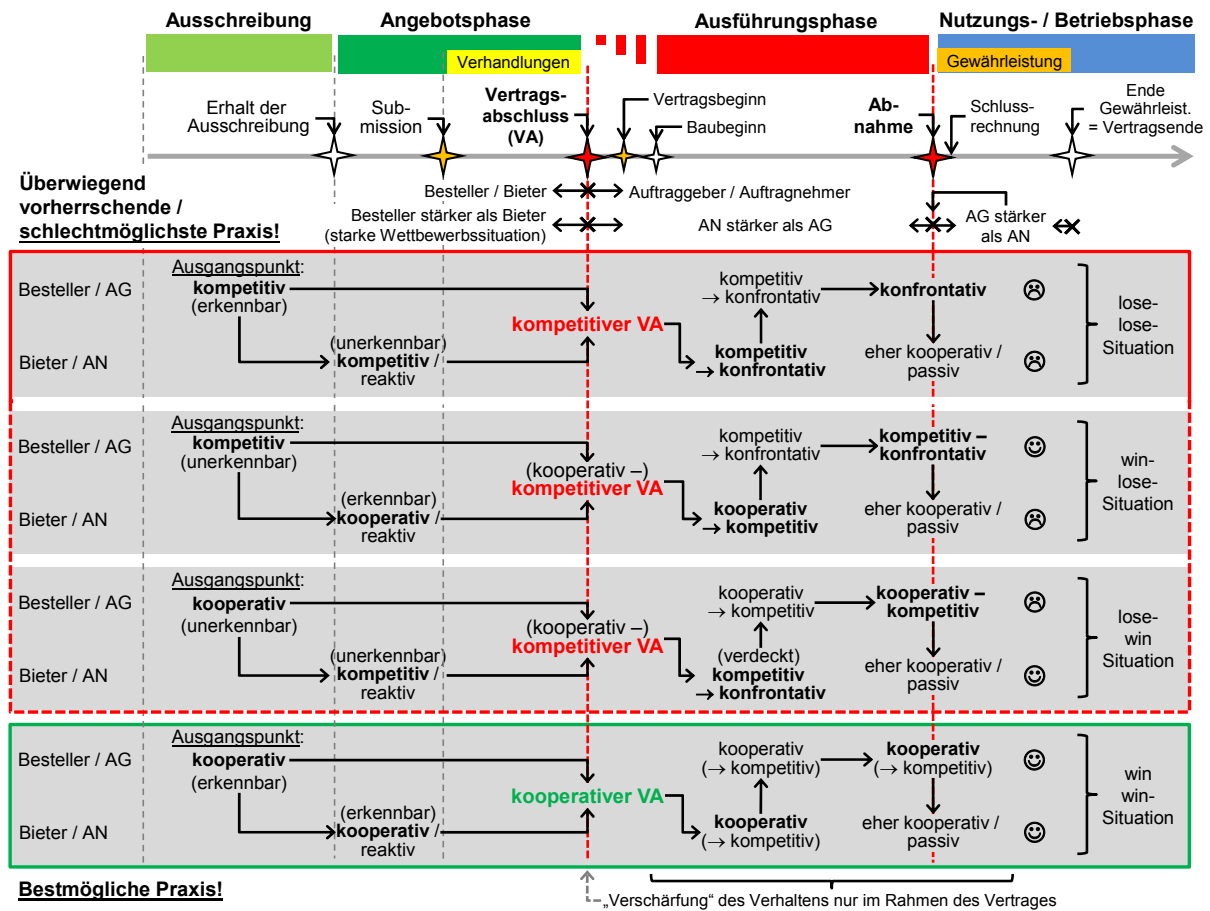 Ausschreibung
Angebotsphase
Ausführungsphase
Nutzungs- / Betriebsphase
Verhandlungen
Gewährleistung
Erhalt der
Ausschreibung
Sub-
mission
Vertrags-
abschluss
(VA)
Vertragsbeginn
Baubeginn
Ab-
nahme
Schluss-
rechnung
Ende
Gewährleist.
= Vertragsende
Überwiegend
vorherrschende /
schlechtmöglichste Praxis!
Besteller / Bieter
Auftraggeber / Auftragnehmer
Besteller stärker als Bieter
(starke Wettbewerbssituation)
AN stärker als AG
AG stärker
als AN
Besteller / AG
Ausgangspunkt:
kompetitiv
(erkennbar)
Bieter / AN
(unerkennbar)
kompetitiv /
reaktiv
kompetitiver VA
kompetitiv
→ konfrontativ
kompetitiv
→ konfrontativ
konfrontativ
eher kooperativ /
passiv
lose-
lose-
Situation
Besteller / AG
Ausgangspunkt:
kompetitiv
(unerkennbar)
Bieter / AN
(erkennbar)
kooperativ /
reaktiv
(kooperativ –)
kompetitiver VA
kompetitiv
→ konfrontativ
kooperativ
→ kompetitiv
kompetitiv –
konfrontativ
eher kooperativ /
passiv
win-
lose-
Situation
Besteller / AG
Ausgangspunkt:
kooperativ
(unerkennbar)
Bieter / AN
(unerkennbar)
kompetitiv /
reaktiv
(kooperativ –)
kompetitiver VA
kooperativ
→ kompetitiv
(verdeckt)
kompetitiv
→ konfrontativ
kooperativ –
kompetitiv
eher kooperativ /
passiv
lose-
win
Situation
Besteller / AG
Ausgangspunkt:
kooperativ
(erkennbar)
Bieter / AN
(erkennbar)
kooperativ /
reaktiv
kooperativer VA
kooperativ
(→ kompetitiv)
kooperativ
(→ kompetitiv)
kooperativ
(→ kompetitiv)
eher kooperativ /
passiv
win
win-
Situation
Bestmögliche Praxis!
„Verschärfung“ des Verhaltens nur im Rahmen des Vertrages